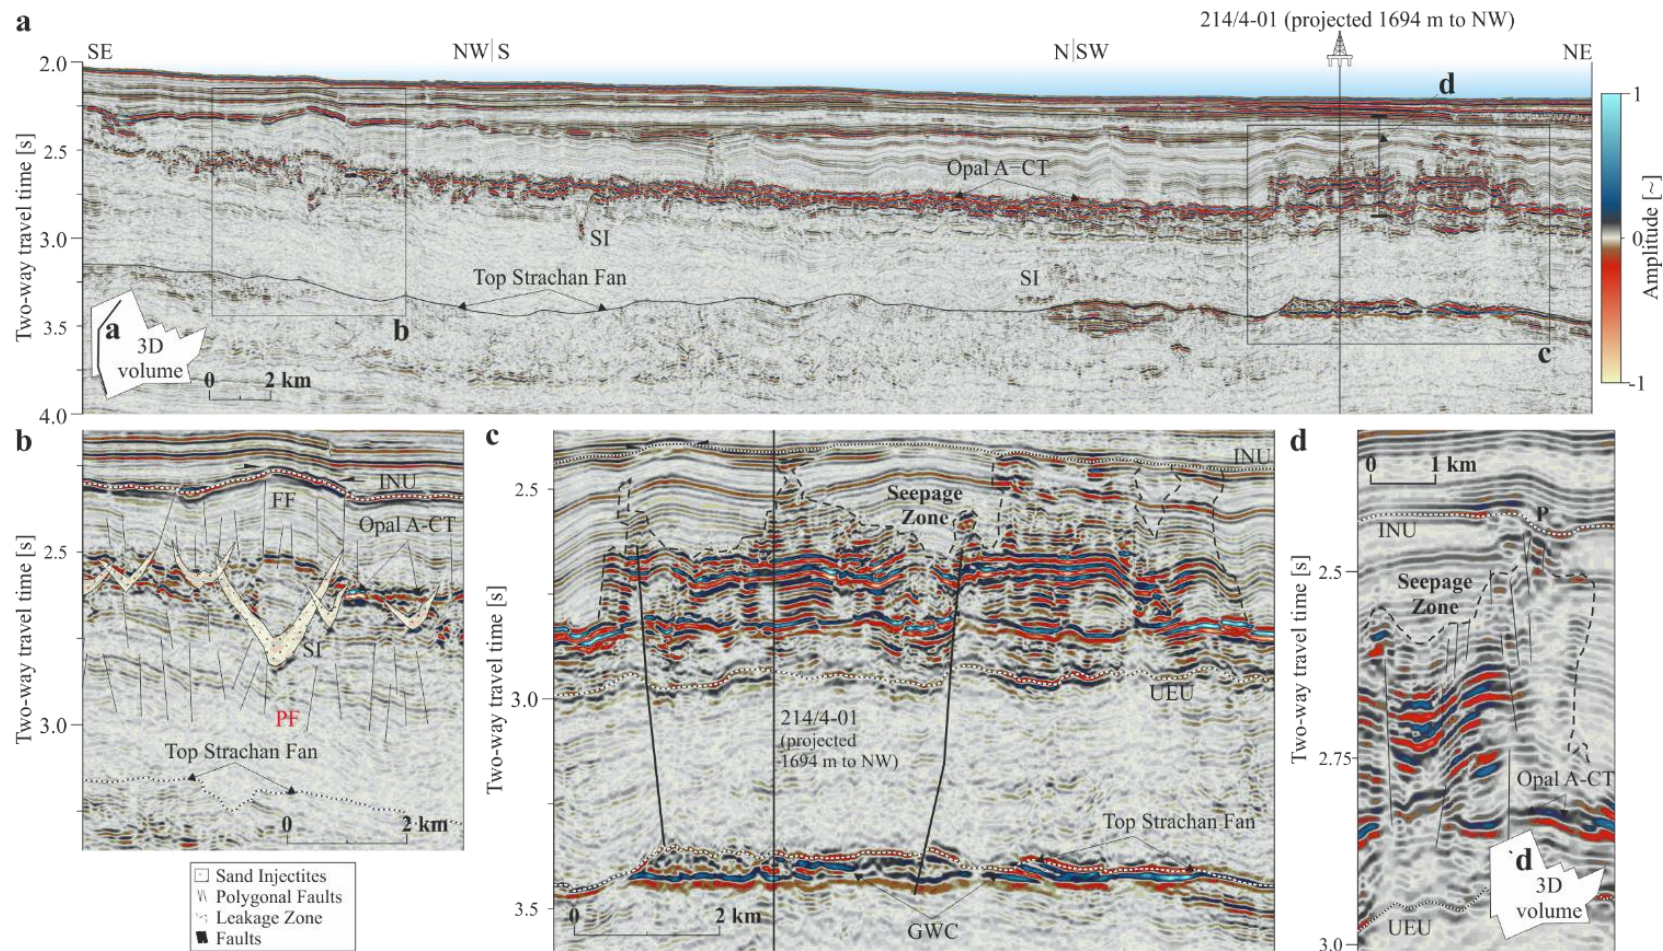 a
214/4-01 (projected 1694 m to NW)
SE
NW|S
N|SW
NE
2.0
2.5
3.0
3.5
4.0
Two-way travel time [s]
d
Opal A-CT
SI
SI
Top Strachan Fan
b
c
a
3D
volume
0
2 km
1
0
-1
Amplitude [~]
b
INU
FF
Opal A-CT
SI
PF
Top Strachan Fan
0
2 km
2.5
3.0
Two-way travel time [s]
Sand Injectites
Polygonal Faults
Leakage Zone
Faults
c
INU
Seepage
Zone
UEU
214/4-01
(projected
1694 m to NW)
Top Strachan Fan
GWC
0
2 km
2.5
3.0
3.5
Two-way travel time [s]
d
0
1 km
P
INU
Seepage
Zone
Opal A-CT
UEU
d
3D
volume
2.5
2.75
3.0
Two-way travel time [s]